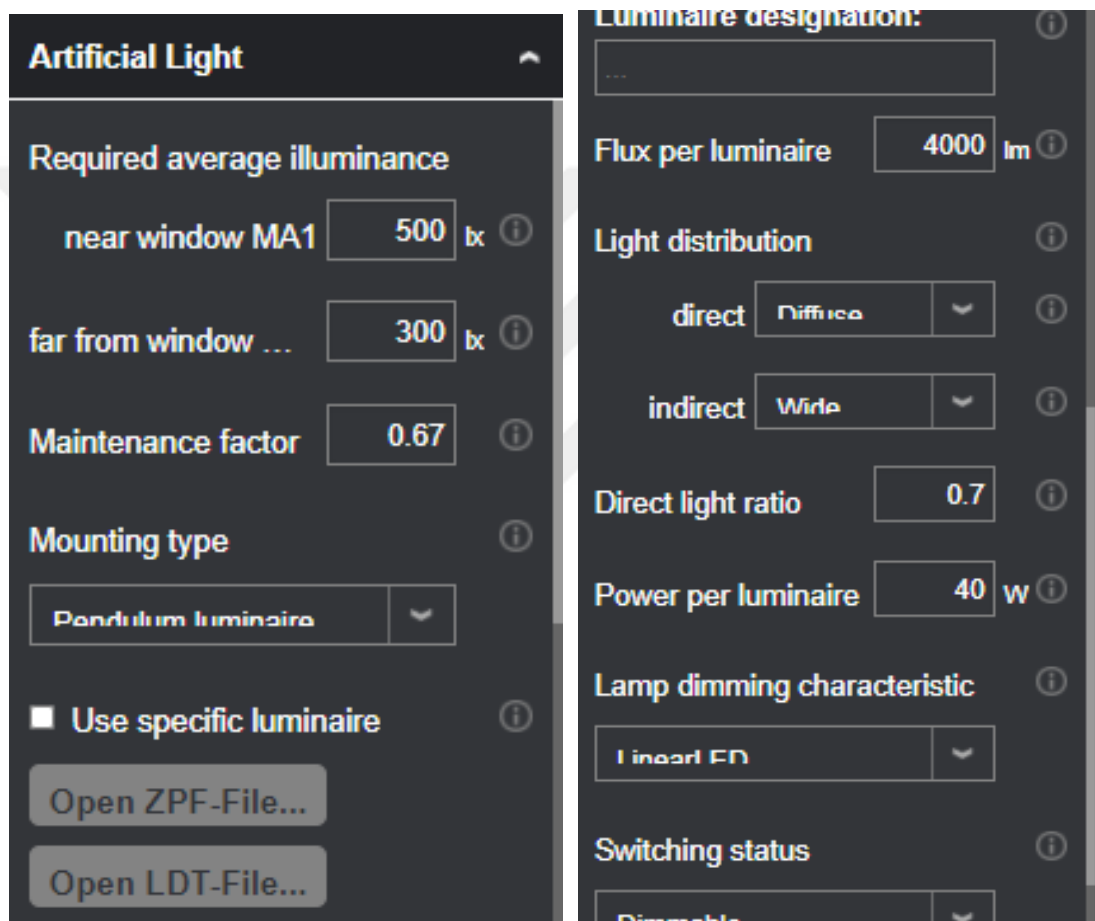 Artificial Light
Required average illuminance
near window MA1 500 lx
far from window ... 300 lx
Maintenance factor 0.67
Mounting type
Pendulum luminaire
Use specific luminaire
Open ZPF-File...
Open LDT-File...
Luminaire designation:
...
Flux per luminaire 4000 lm
Light distribution
direct Diffuse
indirect Wide
Direct light ratio 0.7
Power per luminaire 40 W
Lamp dimming characteristic
LinearLED
Switching status
Dimmable